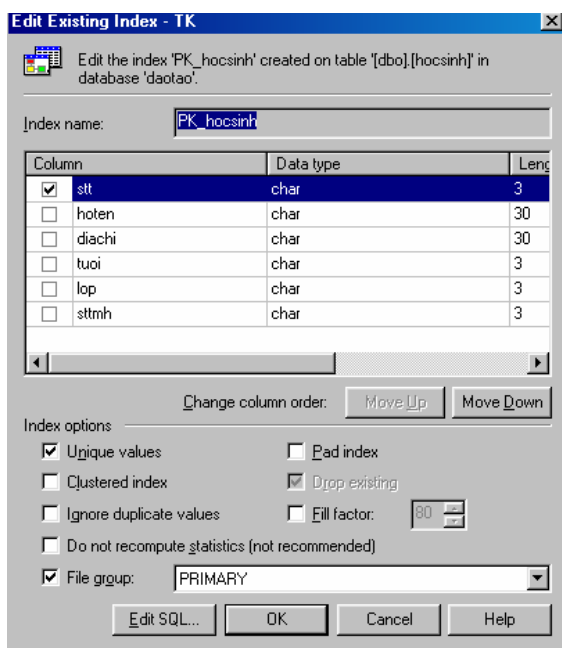 Edit Existing Index - TK
Edit the index 'PK_hocsinh' created on table '[dbo].[hocsinh]' in
database 'daotao'.
Index name: PK_hocsinh
Column Data type Leng
stt char 3
hoten char 30
diachi char 30
tuoi char 3
lop char 3
sttmh char 3
Change column order: Move Up Move Down
Index options
Unique values Pad index
Clustered index Drop existing
Ignore duplicate values Fill factor: 80
Do not recompute statistics (not recommended)
File group: PRIMARY
Edit SQL... OK Cancel Help